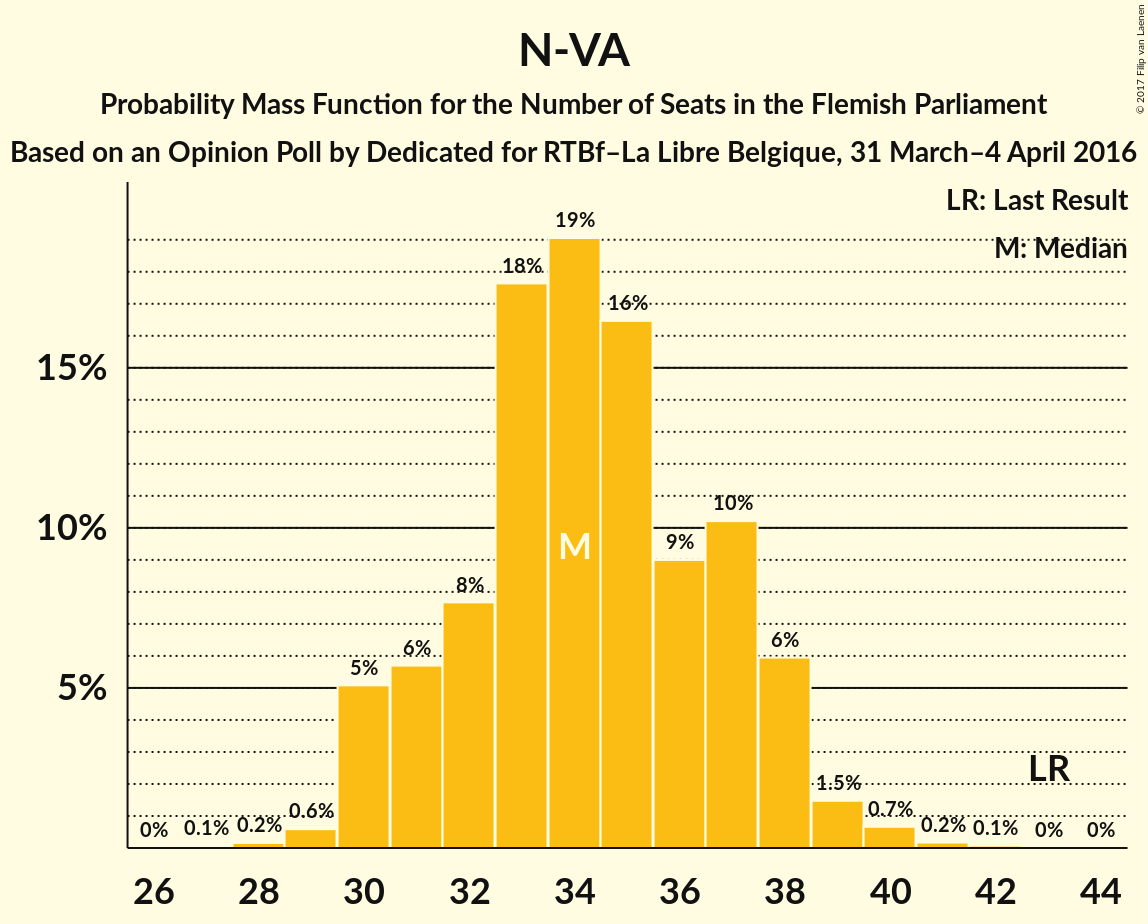 N-VA
Probability Mass Function for the Number of Seats in the Flemish Parliament
Based on an Opinion Poll by Dedicated for RTBf–La Libre Belgique, 31 March–4 April 2016
© 2017 Filip van Laenen
LR: Last Result
M: Median
19%
18%
16%
15%
10%
10%
9%
M
8%
6%
6%
5%
5%
LR
1.5%
0.7%
0.6%
0% 0.1% 0.2% 0.2% 0.1% 0% 0%
26 28 30 32 34 36 38 40 42 44